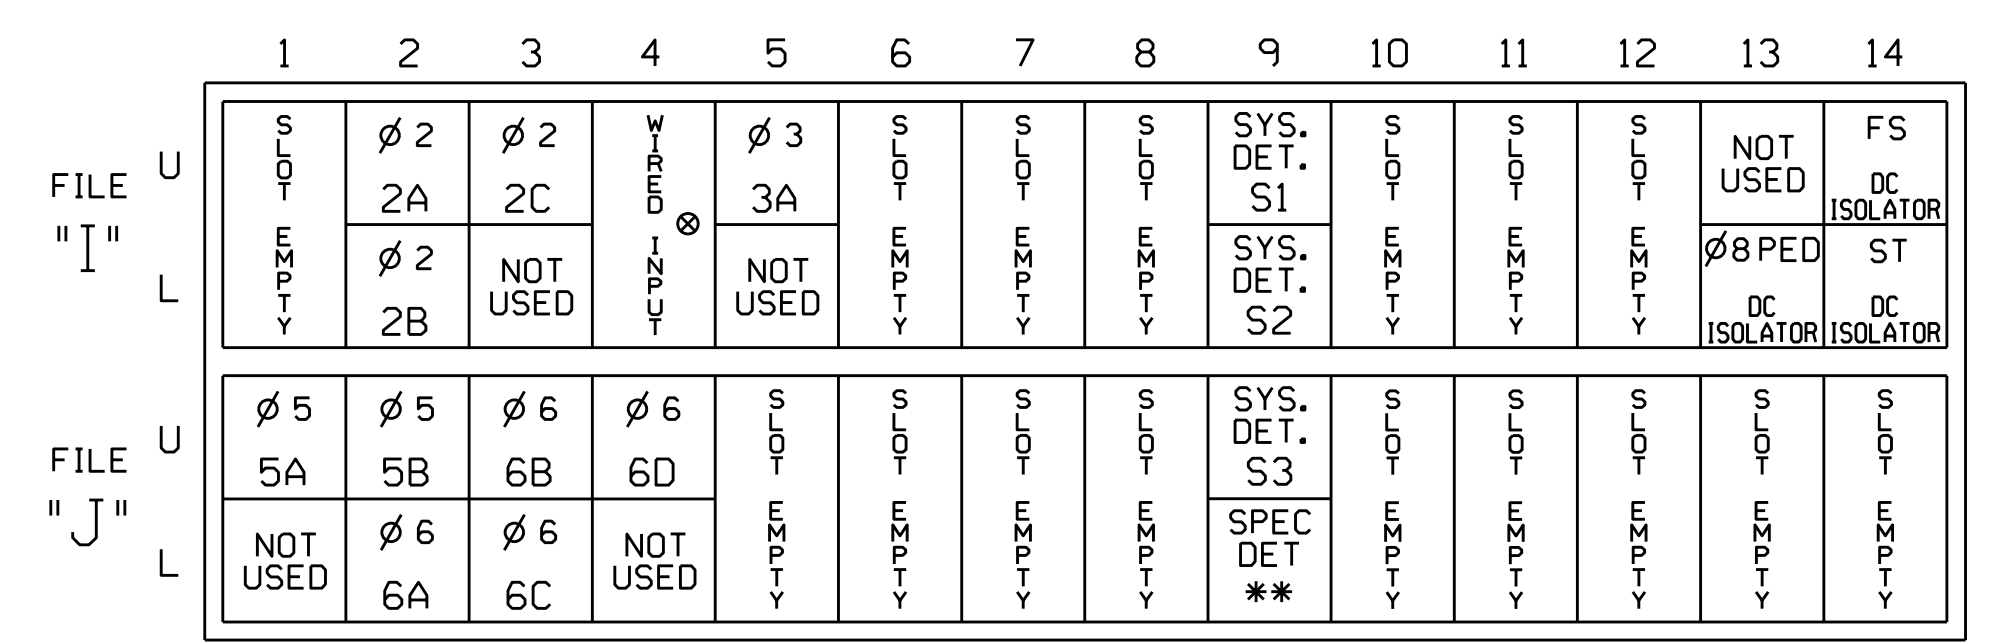 1 2 3 4 5 6 7 8 9 10 11 12 13 14
FILE
"I"
U
L
SLOT EMPTY
Ø 2
2A
Ø 2
2B
Ø 2
2C
NOT
USED
WIRED INPUT
⊗
Ø 3
3A
NOT
USED
SLOT EMPTY
SLOT EMPTY
SLOT EMPTY
SYS.
DET.
S1
SYS.
DET.
S2
SLOT EMPTY
SLOT EMPTY
SLOT EMPTY
NOT
USED
Ø8 PED
DC
ISOLATOR
FS
DC
ISOLATOR
ST
DC
ISOLATOR
FILE
"J"
U
L
Ø 5
5A
NOT
USED
Ø 5
5B
Ø 6
6A
Ø 6
6B
Ø 6
6C
Ø 6
6D
NOT
USED
SLOT EMPTY
SLOT EMPTY
SLOT EMPTY
SLOT EMPTY
SYS.
DET.
S3
SPEC
DET
**
SLOT EMPTY
SLOT EMPTY
SLOT EMPTY
SLOT EMPTY
SLOT EMPTY